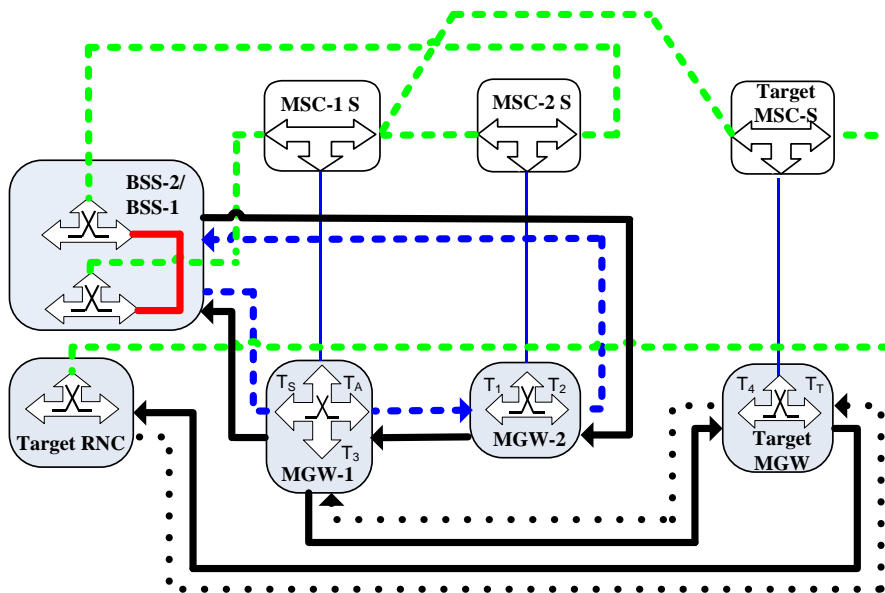 MSC-1 S
MSC-2 S
Target
MSC-S
BSS-2/
BSS-1
TS
TA
T3
MGW-1
T1
T2
MGW-2
T4
TT
Target
MGW
Target RNC